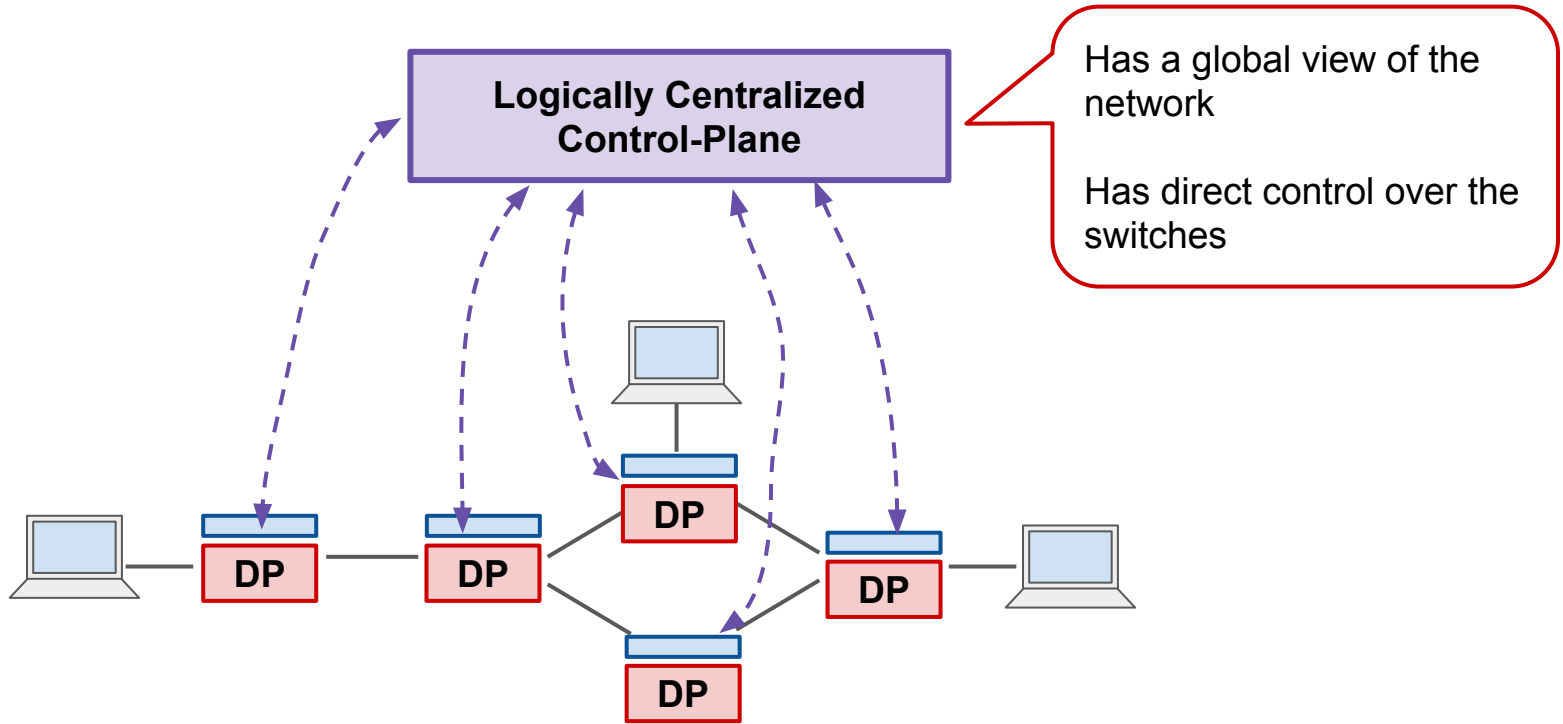 Logically Centralized
Control-Plane
Has a global view of the
network
Has direct control over the
switches
DP
DP
DP
DP
DP